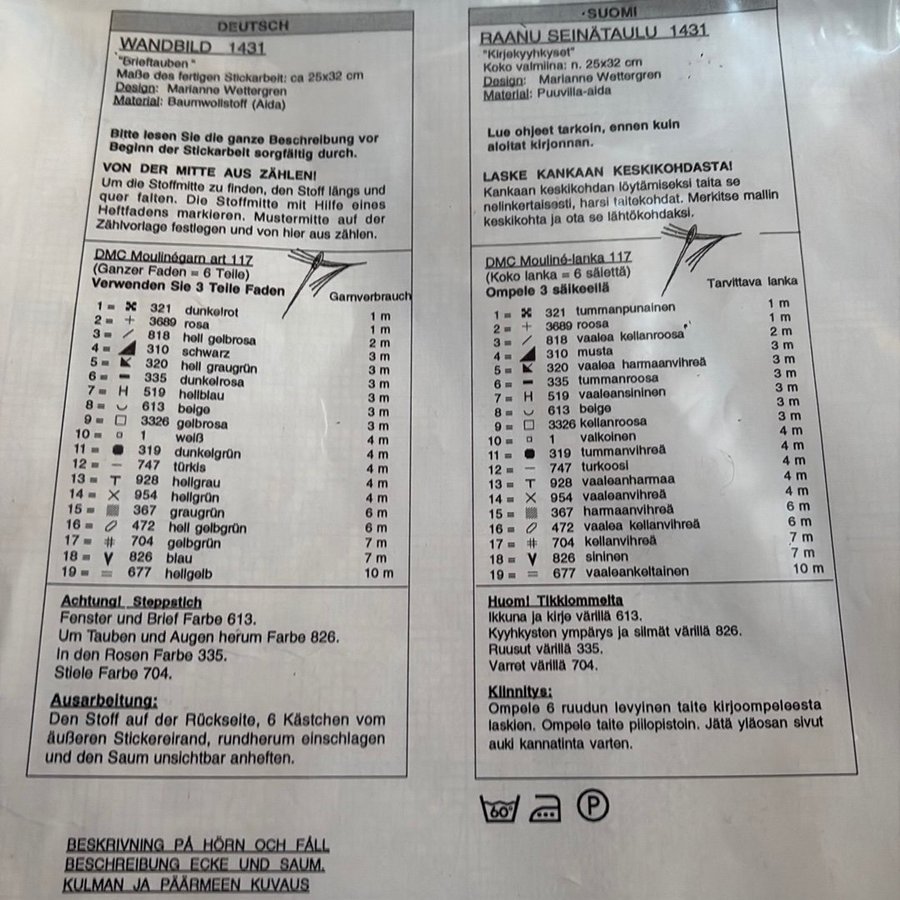 DEUTSCH
WANDBILD 1431
"Brieftauben"
Maße des fertigen Stickarbeit: ca 25x32 cm
Design: Marianne Wettergren
Material: Baumwollstoff (Aida)
Bitte lesen Sie die ganze Beschreibung vor
Beginn der Stickarbeit sorgfältig durch.
VON DER MITTE AUS ZÄHLEN!
Um die Stoffmitte zu finden, den Stoff längs und
quer falten. Die Stoffmitte mit Hilfe eines
Heftfadens markieren. Mustermitte auf der
Zählvorlage festlegen und von hier aus zählen.
DMC Moulinégarn art 117
(Ganzer Faden = 6 Teile)
Verwenden Sie 3 Teile Faden
Garnverbrauch
1 = 321 dunkelrot 1 m
2 = + 3689 rosa 1 m
3 = / 818 hell gelbrosa 2 m
4 = 310 schwarz 3 m
5 = 320 hell graugrün 3 m
6 = 335 dunkelrosa 3 m
7 = H 519 hellblau 3 m
8 = 613 beige 3 m
9 = □ 3326 gelbrosa 3 m
10 = 1 weiß 4 m
11 = ● 319 dunkelgrün 4 m
12 = — 747 türkis 4 m
13 = T 928 hellgrau 4 m
14 = X 954 hellgrün 4 m
15 = 367 graugrün 6 m
16 = 472 hell gelbgrün 6 m
17 = # 704 gelbgrün 7 m
18 = V 826 blau 7 m
19 = = 677 hellgelb 10 m
Achtung! Steppstich
Fenster und Brief Farbe 613.
Um Tauben und Augen herum Farbe 826.
In den Rosen Farbe 335.
Stiele Farbe 704.
Ausarbeitung:
Den Stoff auf der Rückseite, 6 Kästchen vom
äußeren Stickereirand, rundherum einschlagen
und den Saum unsichtbar anheften.
SUOMI
RAANU SEINÄTAULU 1431
"Kirjekyyhkyset"
Koko valmiina: n. 25x32 cm
Design: Marianne Wettergren
Material: Puuvilla-aida
Lue ohjeet tarkoin, ennen kuin
aloitat kirjonnan.
LASKE KANKAAN KESKIKOHDASTA!
Kankaan keskikohdan löytämiseksi taita se
nelinkertaisesti, harsi taitekohdat. Merkitse mallin
keskikohta ja ota se lähtökohdaksi.
DMC Mouliné-lanka 117
(Koko lanka = 6 säiettä)
Ompele 3 säikeellä
Tarvittava lanka
1 = 321 tummanpunainen 1 m
2 = + 3689 roosa 1 m
3 = / 818 vaalea kellanroosa 2 m
4 = 310 musta 3 m
5 = 320 vaalea harmaanvihreä 3 m
6 = 335 tummanroosa 3 m
7 = H 519 vaaleansininen 3 m
8 = 613 beige 3 m
9 = □ 3326 kellanroosa 3 m
10 = 1 valkoinen 4 m
11 = ● 319 tummanvihreä 4 m
12 = — 747 turkoosi 4 m
13 = T 928 vaaleanharmaa 4 m
14 = X 954 vaaleanvihreä 4 m
15 = 367 harmaanvihreä 6 m
16 = 472 vaalea kellanvihreä 6 m
17 = # 704 kellanvihreä 7 m
18 = V 826 sininen 7 m
19 = = 677 vaaleankeltainen 10 m
Huom! Tikkiommelta
Ikkuna ja kirje värillä 613.
Kyyhkysten ympärys ja silmät värillä 826.
Ruusut värillä 335.
Varret värillä 704.
Kiinnitys:
Ompele 6 ruudun levyinen taite kirjoompeleesta
laskien. Ompele taite piilopistoin. Jätä yläosan sivut
auki kannatinta varten.
60° P
BESKRIVNING PÅ HÖRN OCH FÅLL
BESCHREIBUNG ECKE UND SAUM.
KULMAN JA PÄÄRMEEN KUVAUS